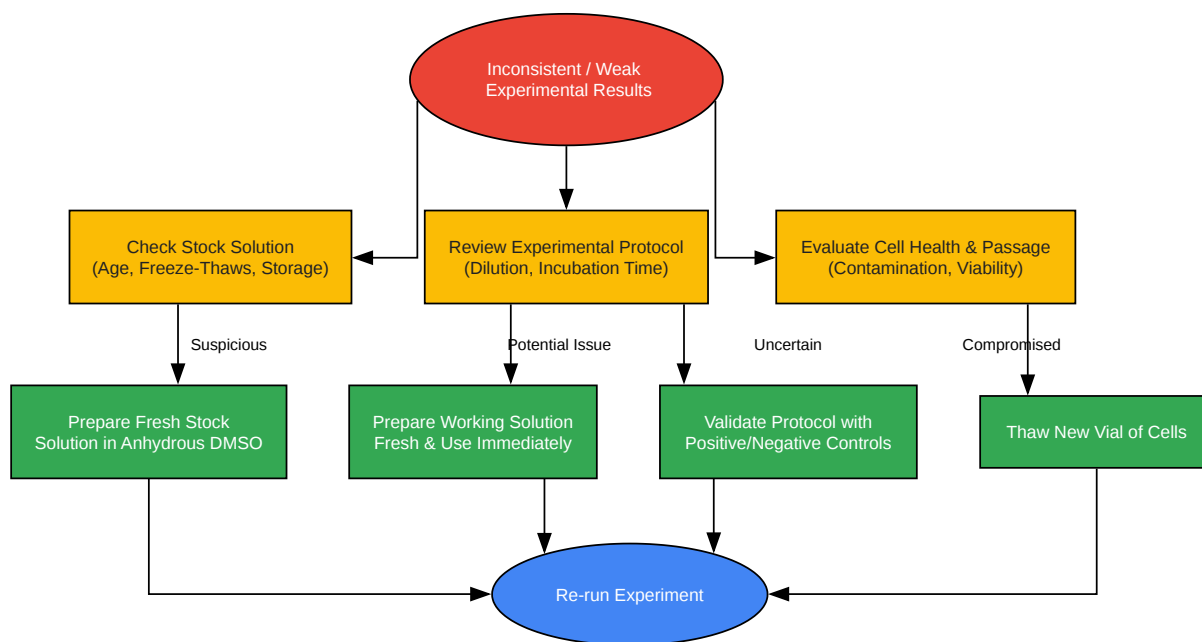 Inconsistent / Weak
Experimental Results
Check Stock Solution
(Age, Freeze-Thaws, Storage)
Review Experimental Protocol
(Dilution, Incubation Time)
Evaluate Cell Health & Passage
(Contamination, Viability)
Suspicious
Potential Issue
Uncertain
Compromised
Prepare Fresh Stock
Solution in Anhydrous DMSO
Prepare Working Solution
Fresh & Use Immediately
Validate Protocol with
Positive/Negative Controls
Thaw New Vial of Cells
Re-run Experiment